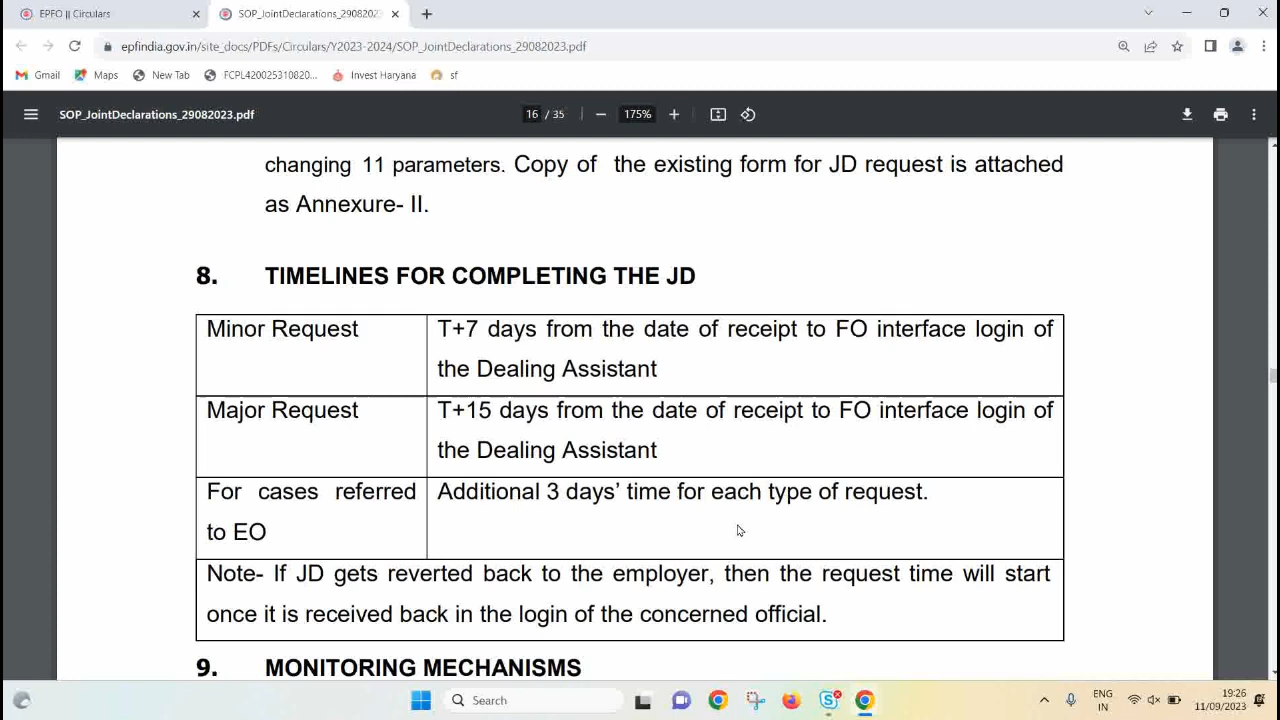 EPFO || Circulars
SOP_JointDeclarations_29082023
epfindia.gov.in/site_docs/PDFs/Circulars/Y2023-2024/SOP_JointDeclarations_29082023.pdf
Gmail Maps New Tab FCPL420025310820... Invest Haryana sf
SOP_JointDeclarations_29082023.pdf 16 / 35 175%
changing 11 parameters. Copy of the existing form for JD request is attached
as Annexure- II.
8. TIMELINES FOR COMPLETING THE JD
Minor Request
T+7 days from the date of receipt to FO interface login of
the Dealing Assistant
Major Request
T+15 days from the date of receipt to FO interface login of
the Dealing Assistant
For cases referred
to EO
Additional 3 days’ time for each type of request.
Note- If JD gets reverted back to the employer, then the request time will start
once it is received back in the login of the concerned official.
9. MONITORING MECHANISMS
Search
ENG
IN
19:26
11/09/2023